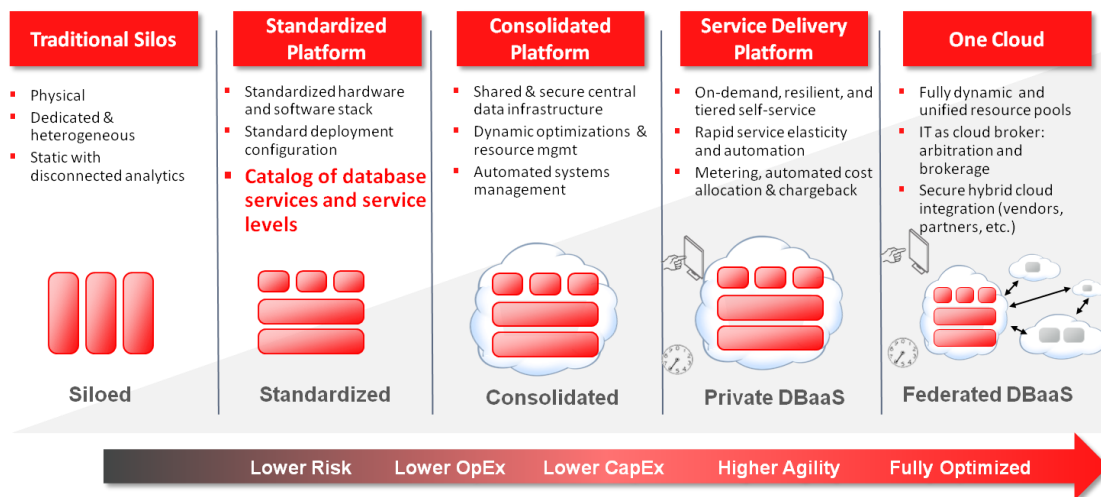 Traditional Silos
Physical
Dedicated &
heterogeneous
Static with
disconnected analytics
Siloed
Standardized
Platform
Standardized hardware
and software stack
Standard deployment
configuration
Catalog of database
services and service
levels
Standardized
Consolidated
Platform
Shared & secure central
data infrastructure
Dynamic optimizations &
resource mgmt
Automated systems
management
Consolidated
Service Delivery
Platform
On-demand, resilient, and
tiered self-service
Rapid service elasticity
and automation
Metering, automated cost
allocation & chargeback
Private DBaaS
One Cloud
Fully dynamic and
unified resource pools
IT as cloud broker:
arbitration and
brokerage
Secure hybrid cloud
integration (vendors,
partners, etc.)
Federated DBaaS
Lower Risk
Lower OpEx
Lower CapEx
Higher Agility
Fully Optimized